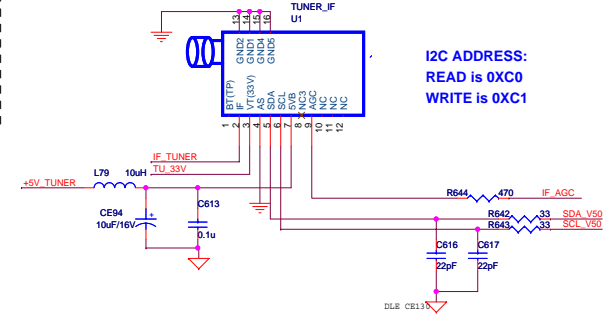 TUNER_IF
U1
13
14
15
16
GND2
GND1
GND4
GND5
I2C ADDRESS:
READ is 0XC0
WRITE is 0XC1
BT(TP)
IF
VT(33V)
AS
SDA
SCL
5VB
NC3
AGC
NC
NC
NC
1
2
3
4
5
6
7
8
9
10
11
12
IF_TUNER
TU_33V
L79 10uH
+5V_TUNER
R644 470 IF_AGC
C613
CE94
10uF/16V
0.1u
R642 33 SDA_V50
R643 33 SCL_V50
C616 C617
22pF 22pF
DLE CE130